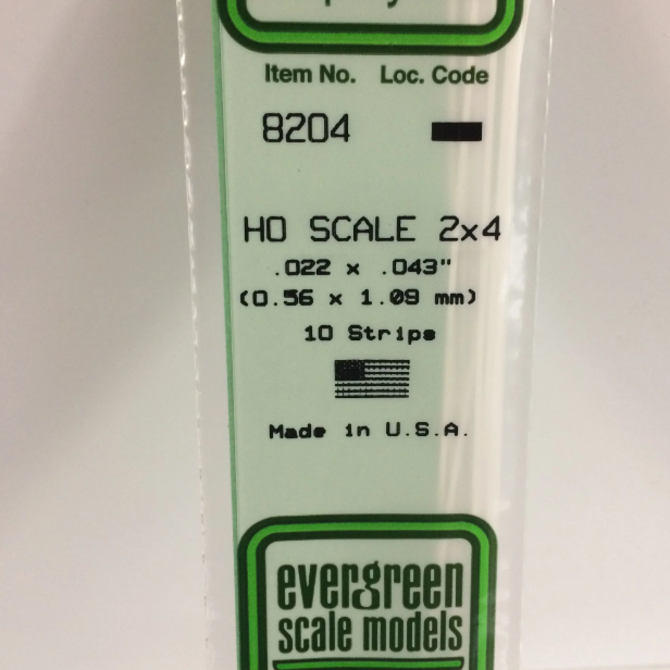 Item No. Loc. Code
8204
HO SCALE 2x4
.022 x .043"
(0.56 x 1.09 mm)
10 Strips
Made in U.S.A.
evergreen
scale models